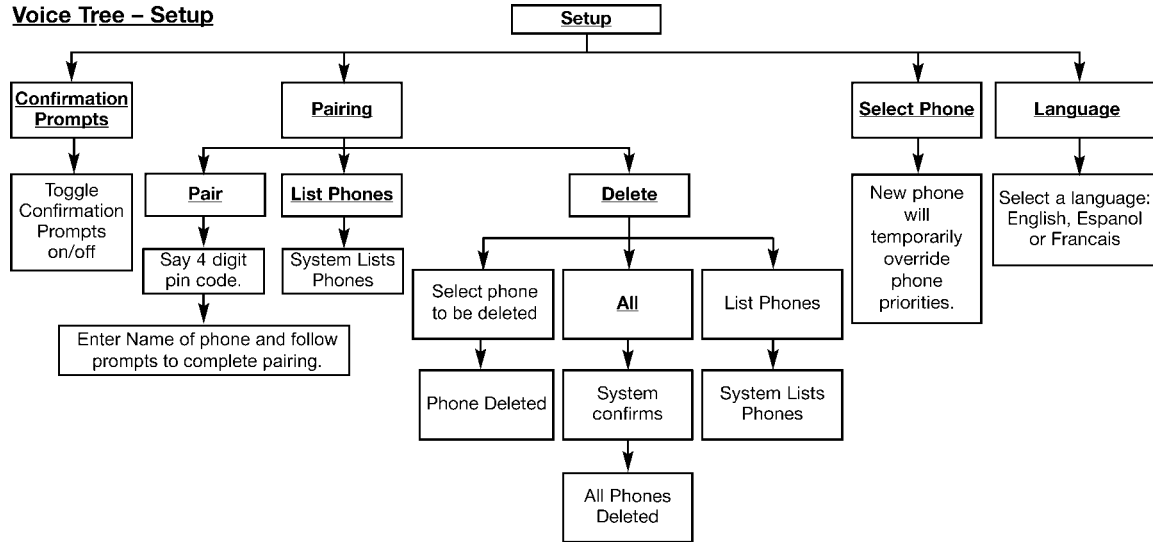 Voice Tree – Setup
Setup
Confirmation
Prompts
Pairing
Select Phone
Language
Toggle
Confirmation
Prompts
on/off
Pair
List Phones
Delete
New phone
will
temporarily
override
phone
priorities.
Select a language:
English, Espanol
or Francais
Say 4 digit
pin code.
System Lists
Phones
Select phone
to be deleted
All
List Phones
Enter Name of phone and follow
prompts to complete pairing.
Phone Deleted
System
confirms
System Lists
Phones
All Phones
Deleted